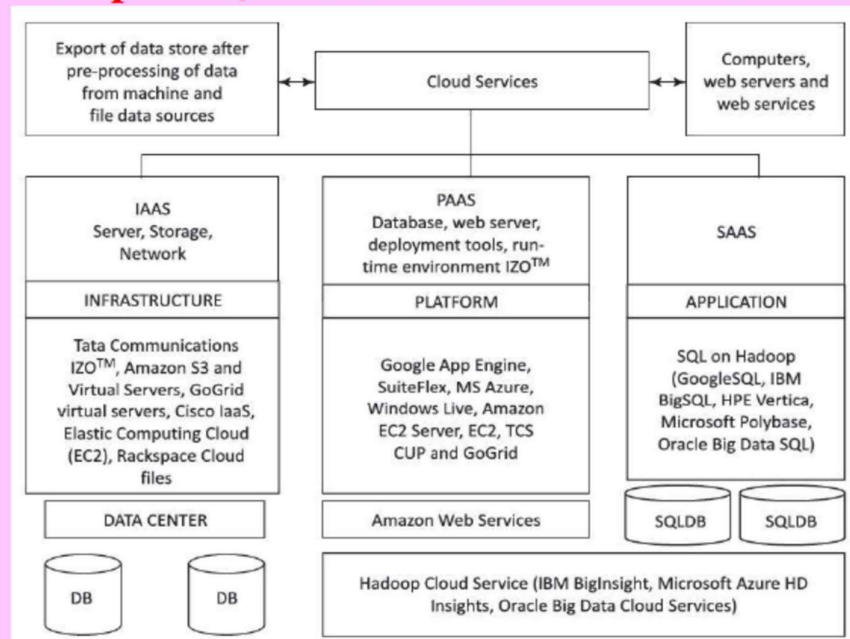 Export of data store after
pre-processing of data
from machine and
file data sources
Cloud Services
Computers,
web servers and
web services
IAAS
Server, Storage,
Network
PAAS
Database, web server,
deployment tools, run-
time environment IZO™
SAAS
INFRASTRUCTURE
PLATFORM
APPLICATION
Tata Communications
IZO™, Amazon S3 and
Virtual Servers, GoGrid
virtual servers, Cisco IaaS,
Elastic Computing Cloud
(EC2), Rackspace Cloud
files
Google App Engine,
SuiteFlex, MS Azure,
Windows Live, Amazon
EC2 Server, EC2, TCS
CUP and GoGrid
SQL on Hadoop
(GoogleSQL, IBM
BigSQL, HPE Vertica,
Microsoft Polybase,
Oracle Big Data SQL)
DATA CENTER
Amazon Web Services
SQLDB
SQLDB
DB
DB
Hadoop Cloud Service (IBM BigInsight, Microsoft Azure HD
Insights, Oracle Big Data Cloud Services)